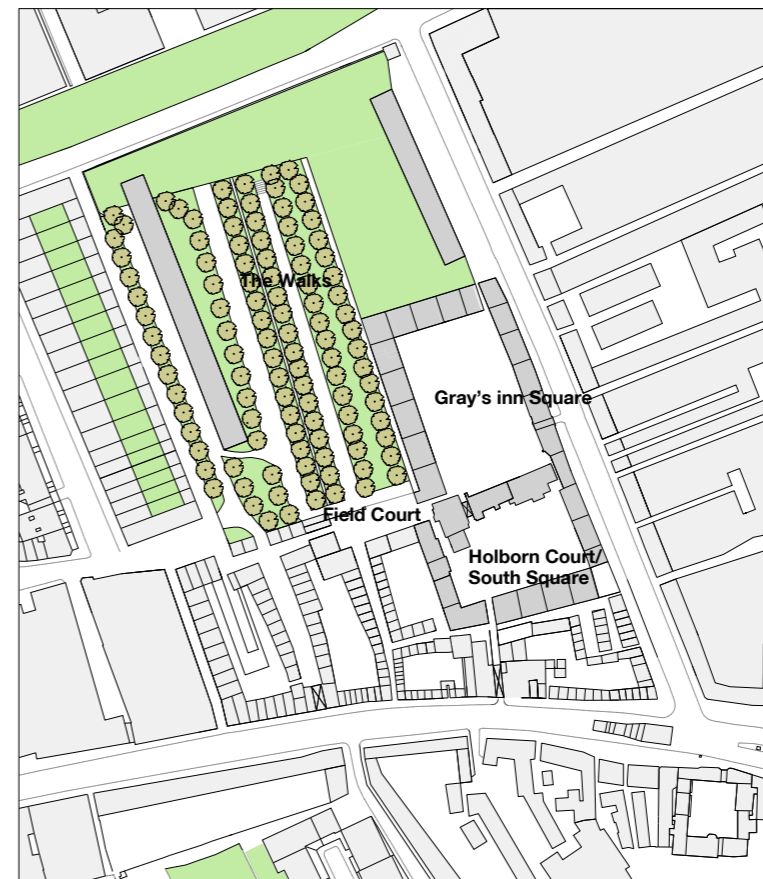 The Walks
Gray's inn Square
Field Court
Holborn Court/
South Square